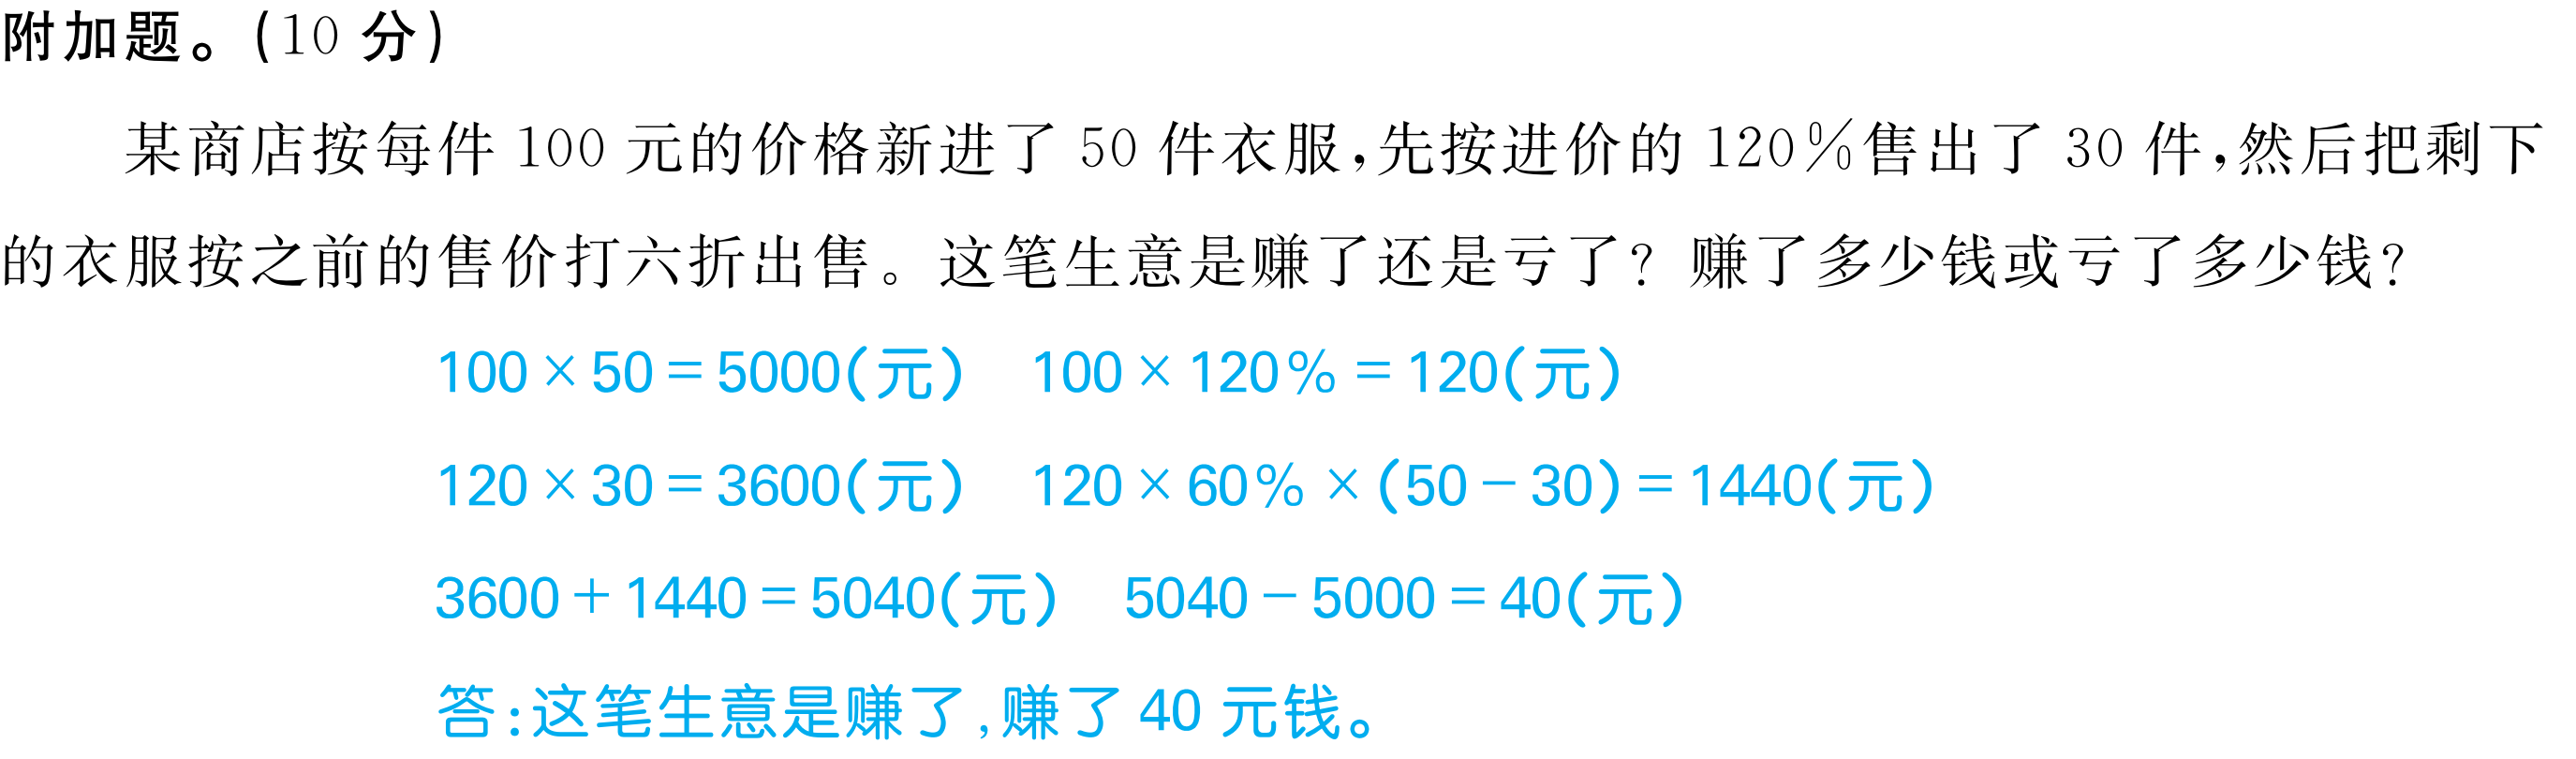 附加题。(10 分)
某商店按每件 100 元的价格新进了 50 件衣服,先按进价的 120%售出了 30 件,然后把剩下
的衣服按之前的售价打六折出售。这笔生意是赚了还是亏了?赚了多少钱或亏了多少钱?
100 × 50 = 5000(元) 100 × 120% = 120(元)
120 × 30 = 3600(元) 120 × 60% × (50 - 30) = 1440(元)
3600 + 1440 = 5040(元) 5040 - 5000 = 40(元)
答:这笔生意是赚了,赚了 40 元钱。